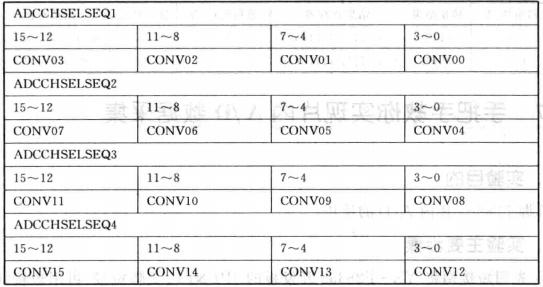 ADCCHSELSEQ1
15～12 11～8 7～4 3～0
CONV03 CONV02 CONV01 CONV00
ADCCHSELSEQ2
15～12 11～8 7～4 3～0
CONV07 CONV06 CONV05 CONV04
ADCCHSELSEQ3
15～12 11～8 7～4 3～0
CONV11 CONV10 CONV09 CONV08
ADCCHSELSEQ4
15～12 11～8 7～4 3～0
CONV15 CONV14 CONV13 CONV12